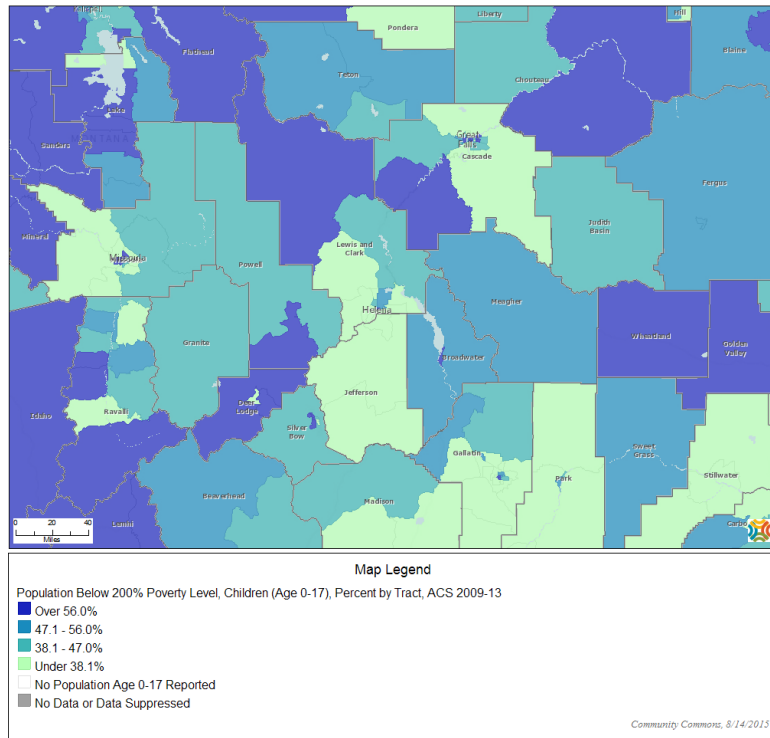 Kalispel
Pondera
Liberty
Hill
Flathead
Blaine
Teton
Chouteau
Lake
MONTANA
Great
Falls
Sanders
Cascade
Fergus
Judith
Basin
Mineral
Missoula
Lewis and
Clark
Powell
Meagher
Helena
Granite
Wheatland
Golden
Valley
Broadwater
Jefferson
Deer
Lodge
Idaho
Ravalli
Silver
Bow
Gallatin
Sweet
Grass
Park
Stillwater
Beaverhead
Madison
Lemhi
Carbo
0 20 40
Miles
Map Legend
Population Below 200% Poverty Level, Children (Age 0-17), Percent by Tract, ACS 2009-13
Over 56.0%
47.1 - 56.0%
38.1 - 47.0%
Under 38.1%
No Population Age 0-17 Reported
No Data or Data Suppressed
Community Commons, 8/14/2015